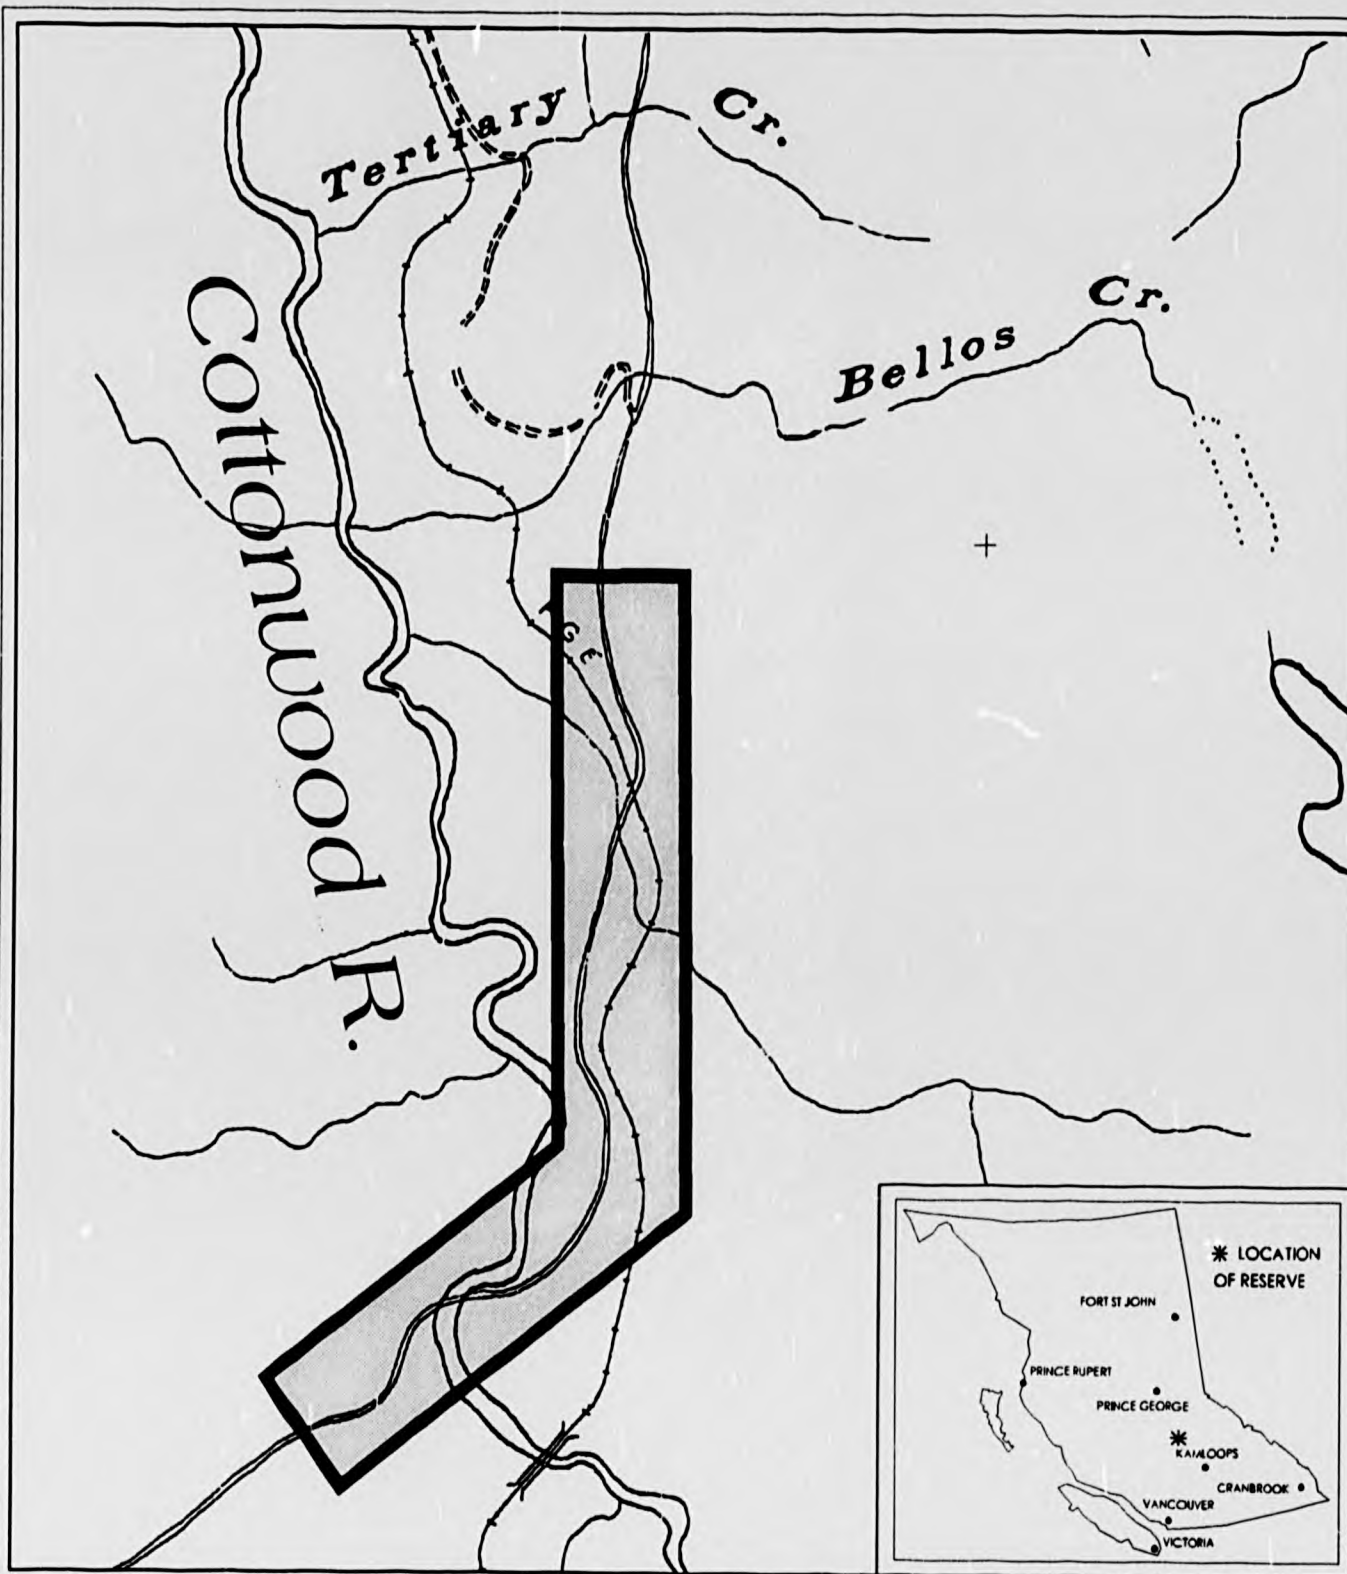 Tertiary Cr.
Bellos Cr.
Cottonwood R.
G E
LOCATION
OF RESERVE
FORT ST JOHN
PRINCE RUPERT
PRINCE GEORGE
KAMLOOPS
CRANBROOK
VANCOUVER
VICTORIA